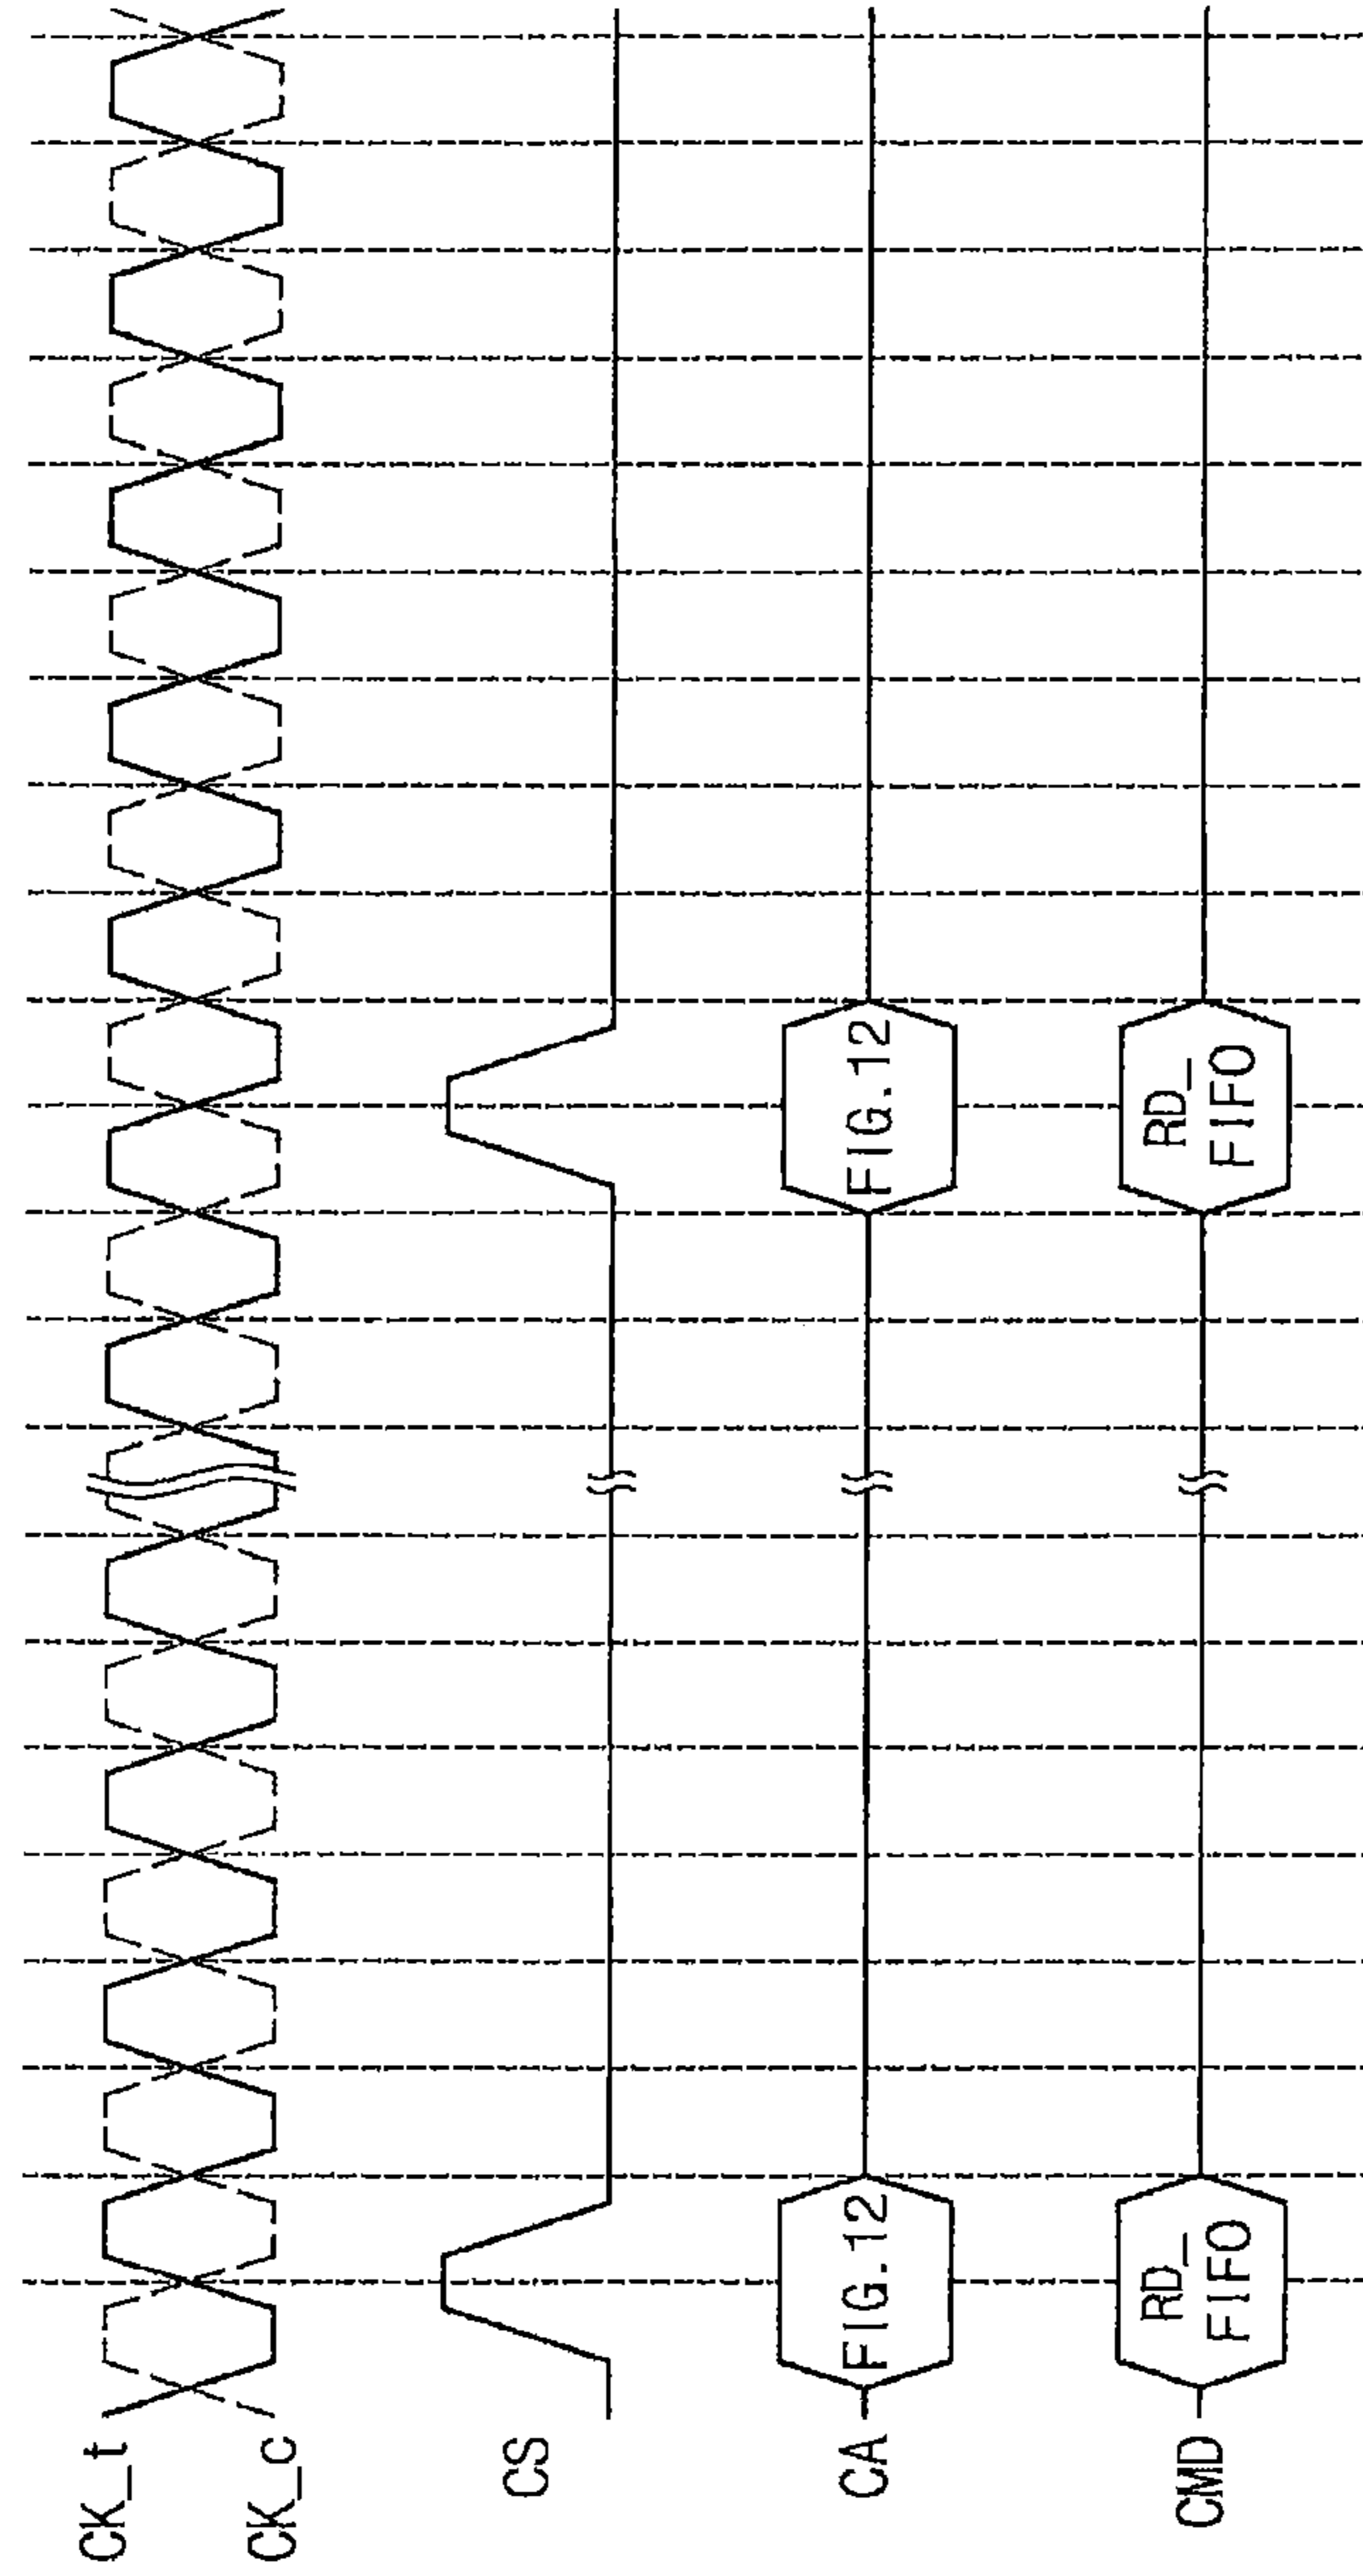 CK_t
CK_c
CS
CA
FIG.12
FIG.12
CMD
RD_
FIFO
RD_
FIFO